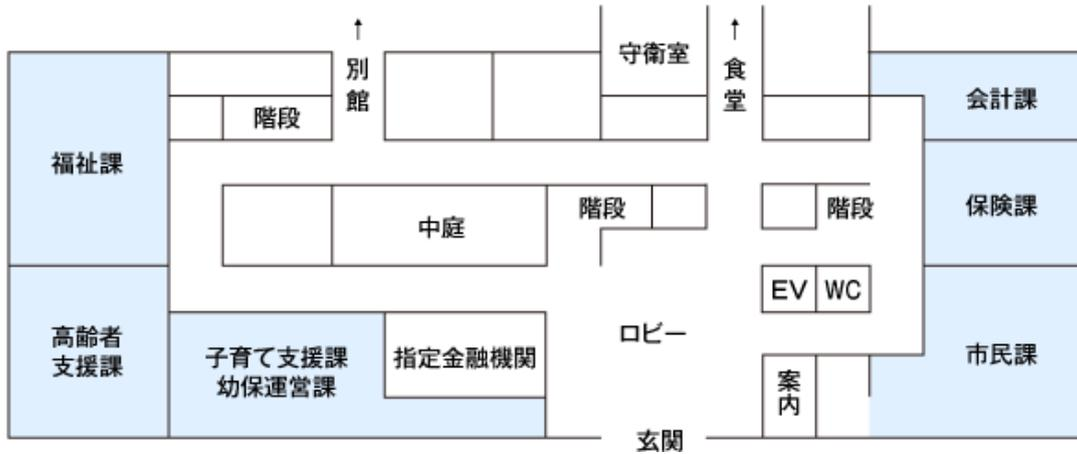 ↑
別館
守衛室
↑
食堂
会計課
階段
福祉課
保険課
中庭
階段
階段
EV
WC
高齢者
支援課
子育て支援課
幼保運営課
指定金融機関
ロビー
案内
市民課
玄関